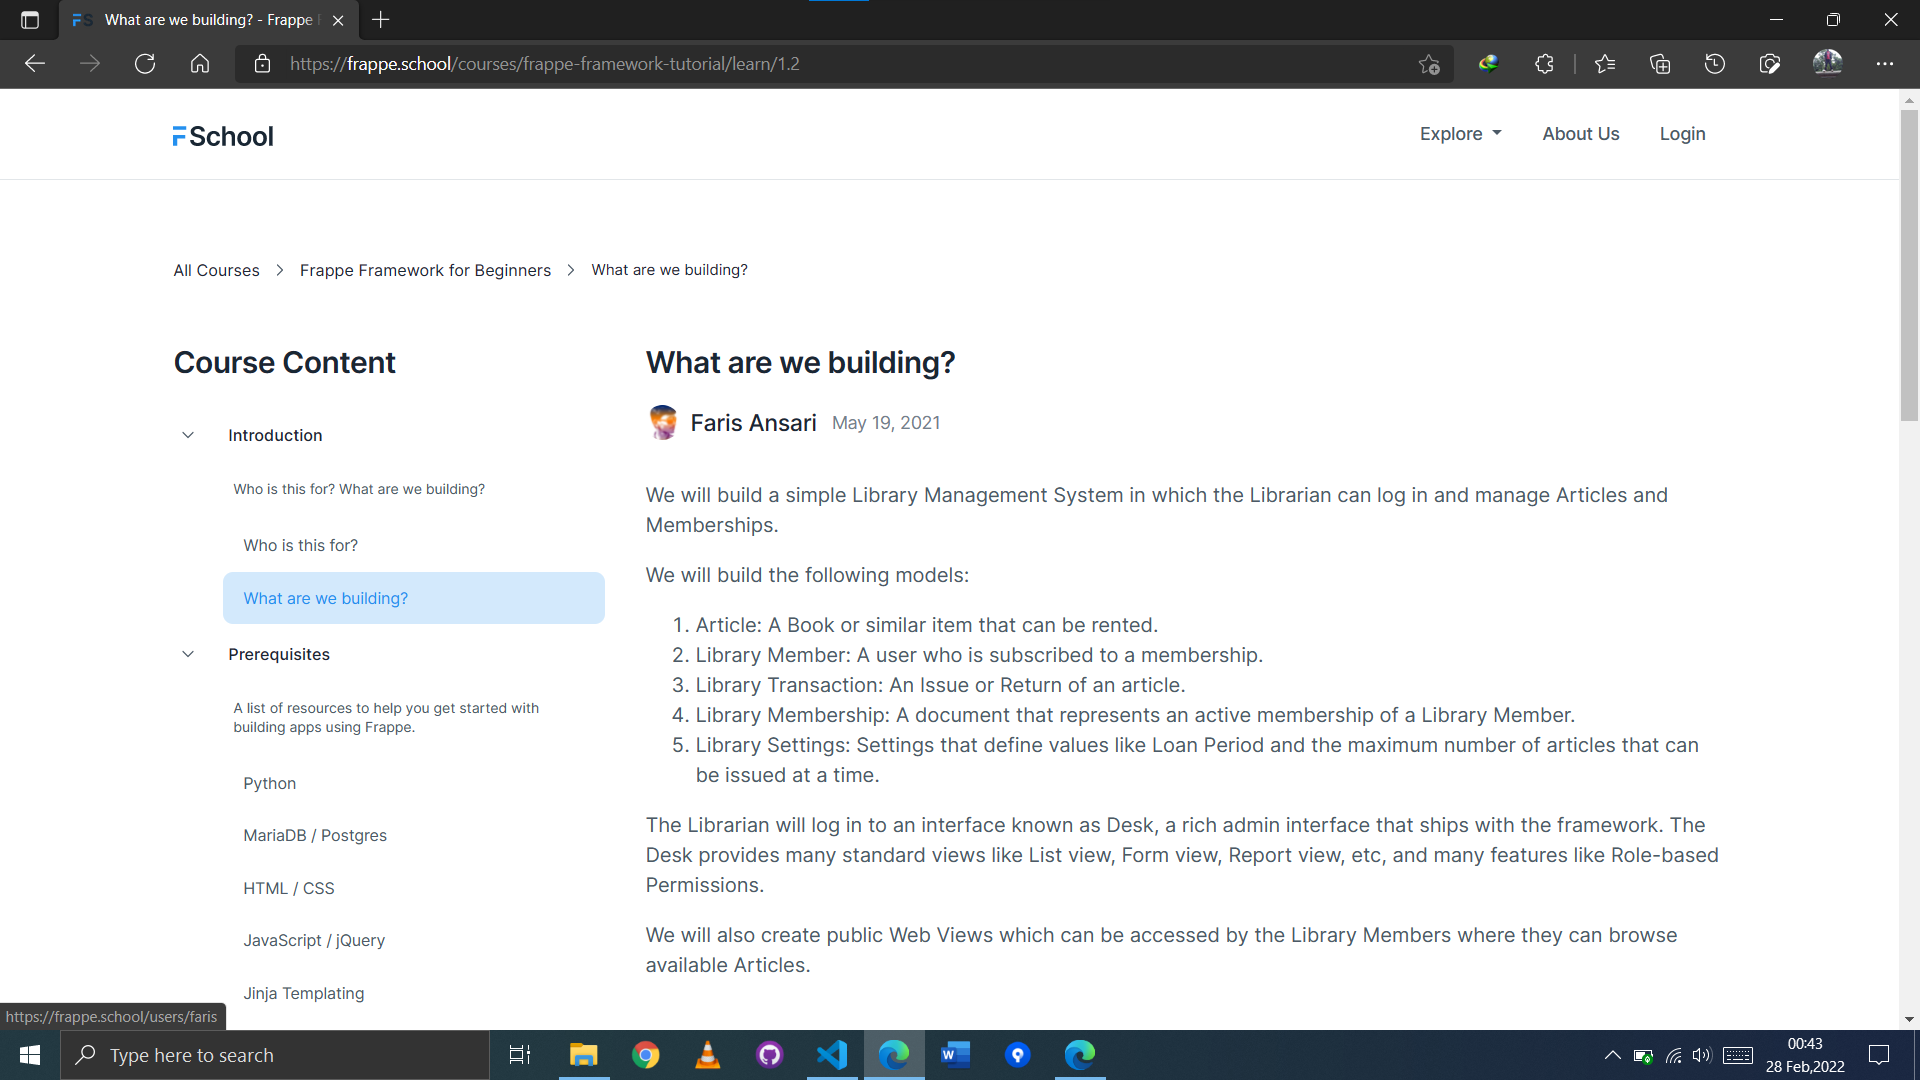 What are we building? - Frappe
https://frappe.school/courses/frappe-framework-tutorial/learn/1.2
FSchool
Explore
About Us
Login
All Courses > Frappe Framework for Beginners > What are we building?
Course Content
Introduction
Who is this for? What are we building?
Who is this for?
What are we building?
Prerequisites
A list of resources to help you get started with
building apps using Frappe.
Python
MariaDB / Postgres
HTML / CSS
JavaScript / jQuery
Jinja Templating
What are we building?
Faris Ansari May 19, 2021
We will build a simple Library Management System in which the Librarian can log in and manage Articles and
Memberships.
We will build the following models:
1. Article: A Book or similar item that can be rented.
2. Library Member: A user who is subscribed to a membership.
3. Library Transaction: An Issue or Return of an article.
4. Library Membership: A document that represents an active membership of a Library Member.
5. Library Settings: Settings that define values like Loan Period and the maximum number of articles that can
be issued at a time.
The Librarian will log in to an interface known as Desk, a rich admin interface that ships with the framework. The
Desk provides many standard views like List view, Form view, Report view, etc, and many features like Role-based
Permissions.
We will also create public Web Views which can be accessed by the Library Members where they can browse
available Articles.
https://frappe.school/users/faris
Type here to search
00:43
28 Feb,2022